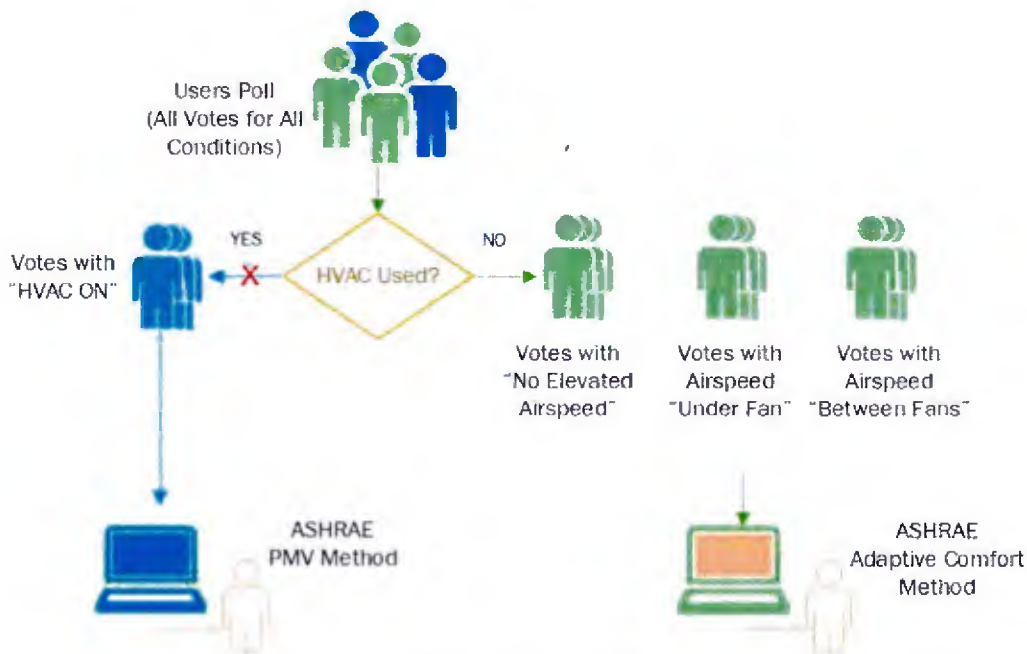 Users Poll
(All Votes for All
Conditions)
YES
NO
HVAC Used?
Votes with
"HVAC ON"
Votes with
"No Elevated
Airspeed"
Votes with
Airspeed
"Under Fan"
Votes with
Airspeed
"Between Fans"
ASHRAE
PMV Method
ASHRAE
Adaptive Comfort
Method